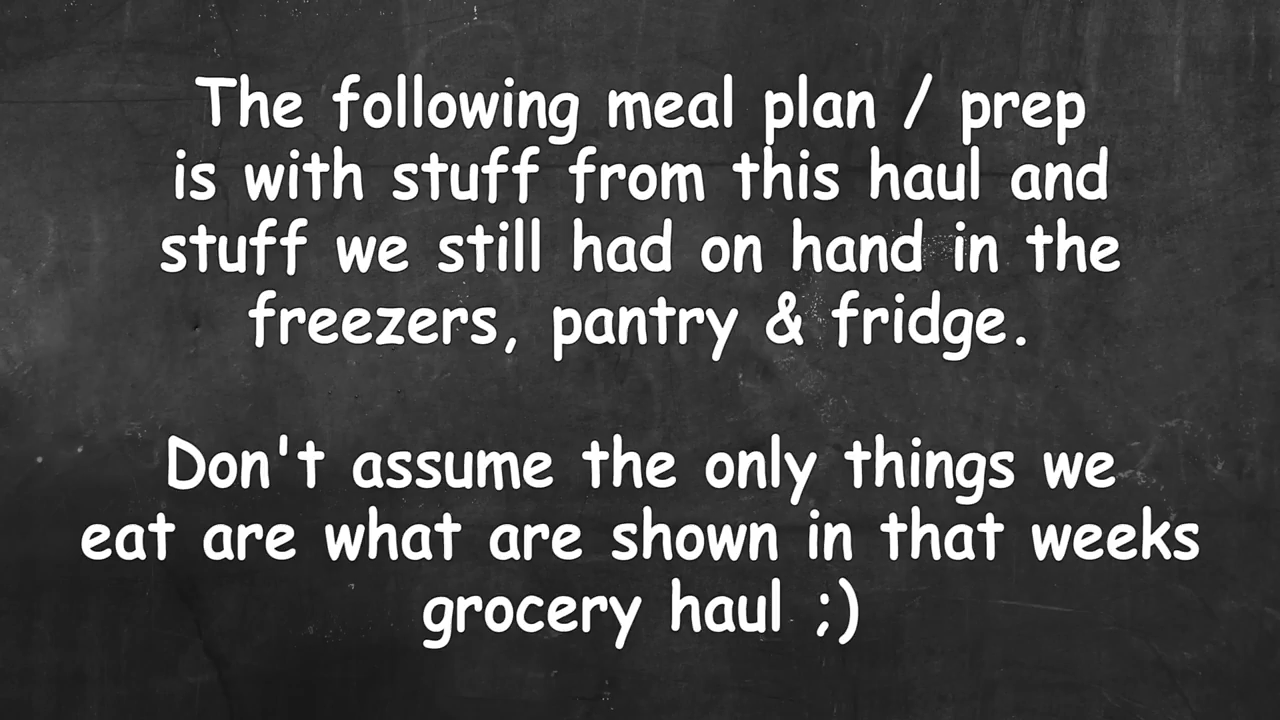 The following meal plan / prep
is with stuff from this haul and
stuff we still had on hand in the
freezers, pantry & fridge.
Don't assume the only things we
eat are what are shown in that weeks
grocery haul ;)